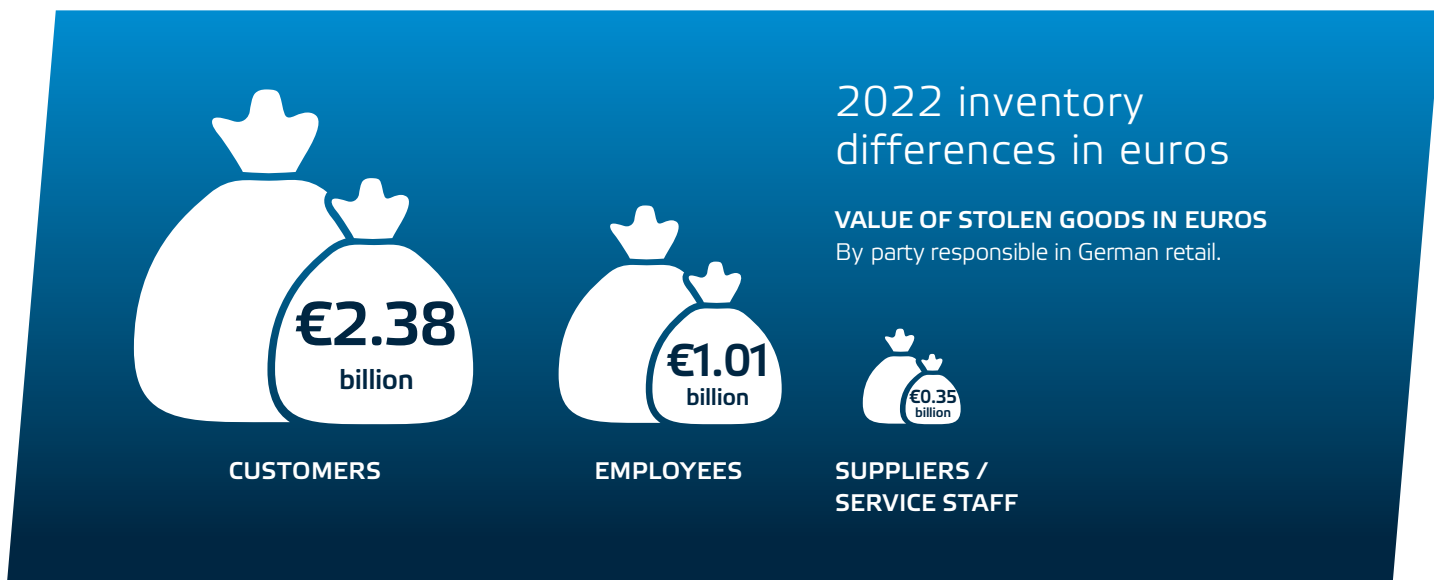 2022 inventory
differences in euros
VALUE OF STOLEN GOODS IN EUROS
By party responsible in German retail.
€2.38
billion
CUSTOMERS
€1.01
billion
EMPLOYEES
€0.35
billion
SUPPLIERS /
SERVICE STAFF